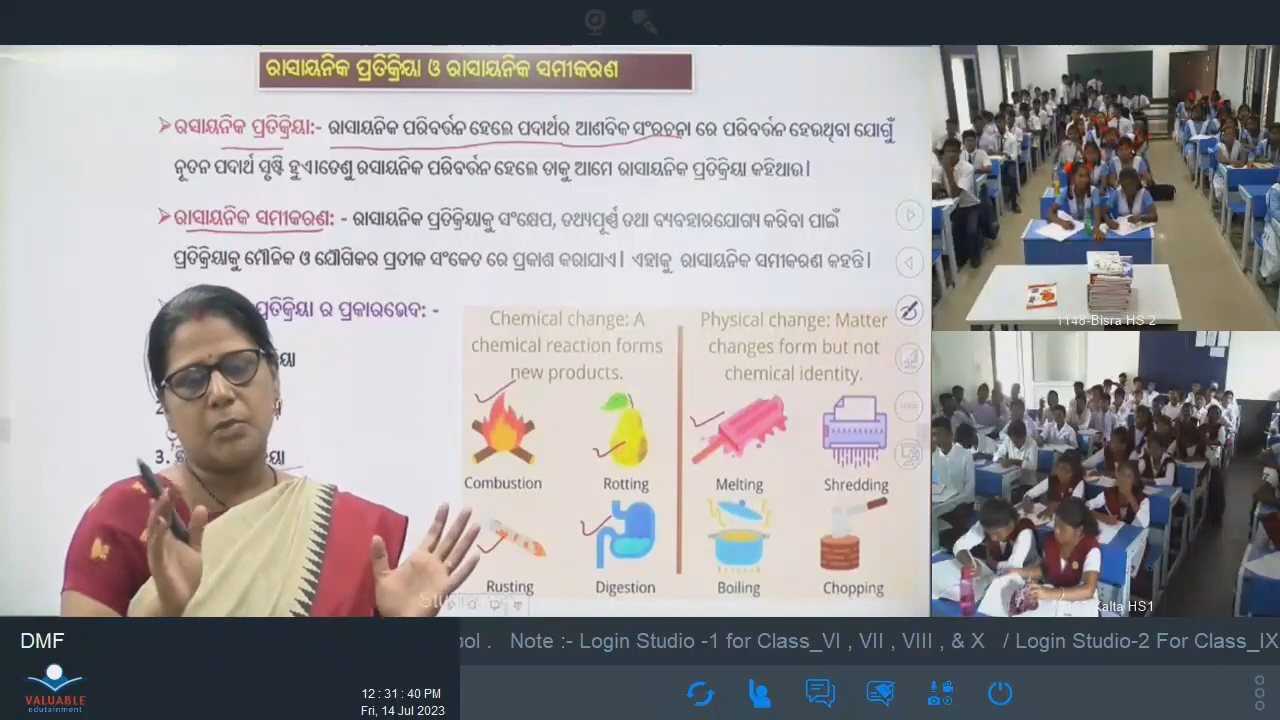 ରାସାୟନିକ ପ୍ରତିକ୍ରିୟା ଓ ରାସାୟନିକ ସମୀକରଣ
ରସାୟନିକ ପ୍ରତିକ୍ରିୟା:- ରାସାୟନିକ ପରିବର୍ତ୍ତନ ହେଲେ ପଦାର୍ଥର ଆଣବିକ ସଂରଚନା ରେ ପରିବର୍ତ୍ତନ ହେଉଥିବା ଯୋଗୁଁ
ନୂତନ ପଦାର୍ଥ ସୃଷ୍ଟି ହୁଏ।ତେଣୁ ରସାୟନିକ ପରିବର୍ତ୍ତନ ହେଲେ ତାକୁ ଆମେ ରାସାୟନିକ ପ୍ରତିକ୍ରିୟା କହିଥାଉ।
ରାସାୟନିକ ସମୀକରଣ: - ରାସାୟନିକ ପ୍ରତିକ୍ରିୟାକୁ ସଂକ୍ଷେପ, ତଥ୍ୟପୂର୍ଣ୍ଣ ତଥା ବ୍ୟବହାରଯୋଗ୍ୟ କରିବା ପାଇଁ
ପ୍ରତିକ୍ରିୟାକୁ ମୌଳିକ ଓ ଯୌଗିକର ପ୍ରତୀକ ସଂକେତ ରେ ପ୍ରକାଶ କରାଯାଏ। ଏହାକୁ ରାସାୟନିକ ସମୀକରଣ କହନ୍ତି।
ପ୍ରତିକ୍ରିୟା ର ପ୍ରକାରଭେଦ: -
3.
Chemical change: A
chemical reaction forms
new products.
Physical change: Matter
changes form but not
chemical identity.
Combustion
Rotting
Melting
Shredding
Rusting
Digestion
Boiling
Chopping
1148-Bisra HS 2
Kalta HS1
DMF
ool . Note :- Login Studio -1 for Class_VI , VII , VIII , & X / Login Studio-2 For Class_IX
VALUABLE
edutainment
12 : 31 : 40 PM
Fri, 14 Jul 2023